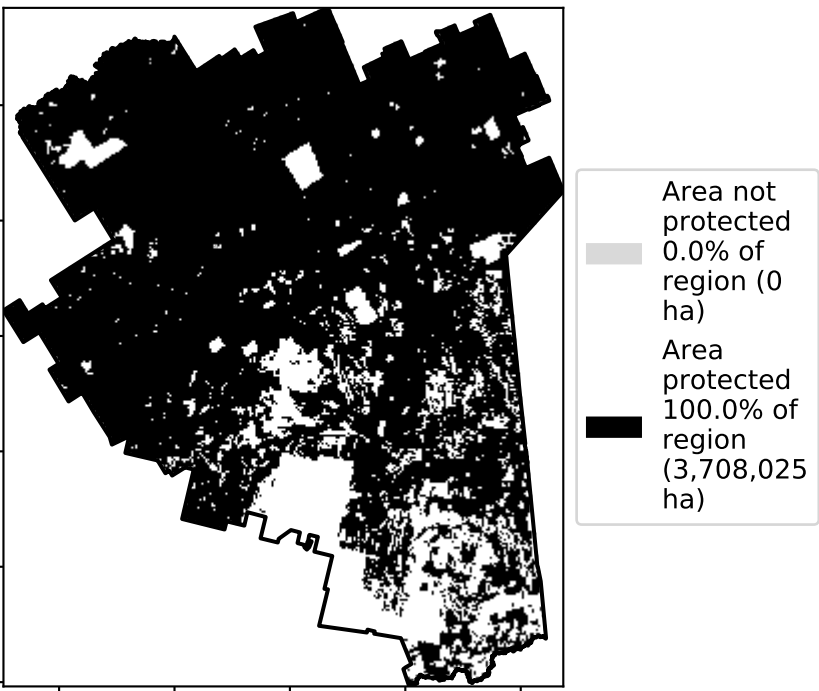 Area not
protected
0.0% of
region (0
ha)
Area
protected
100.0% of
region
(3,708,025
ha)